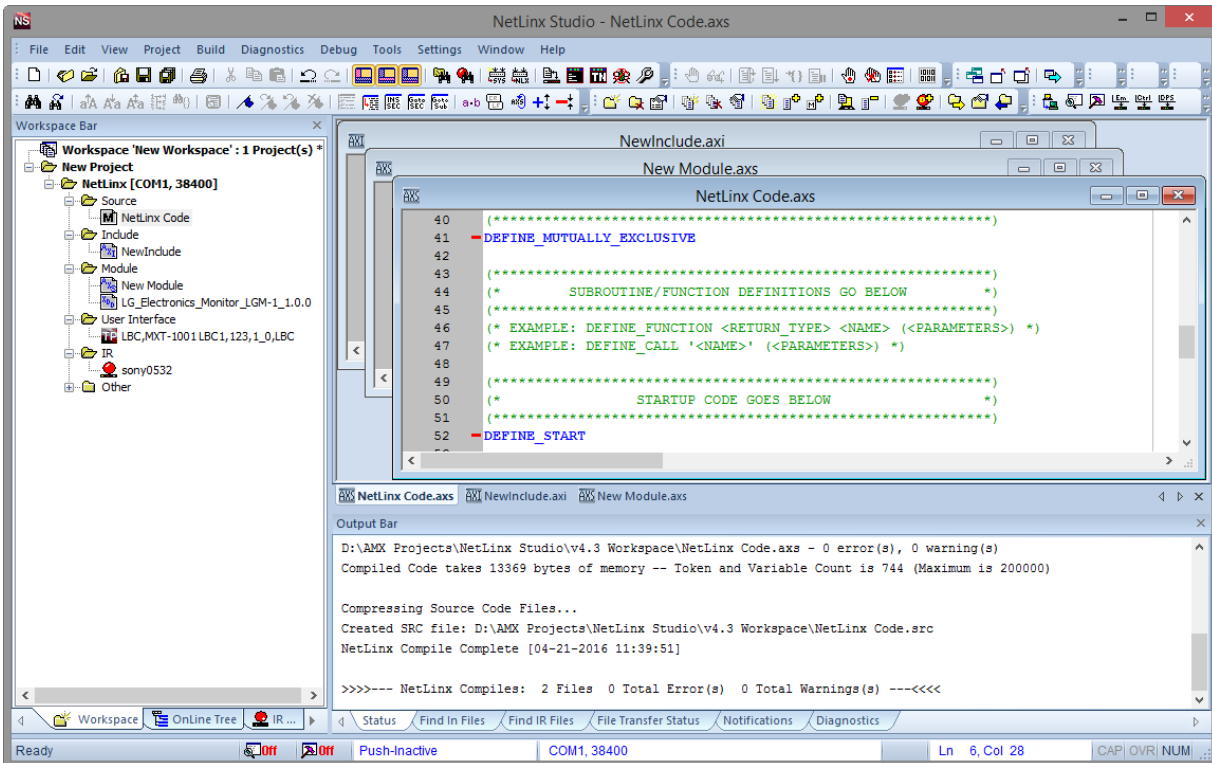 NS NetLinx Studio - NetLinx Code.axs
File Edit View Project Build Diagnostics Debug Tools Settings Window Help
Workspace Bar
Workspace 'New Workspace' : 1 Project(s) *
New Project
NetLinx [COM1, 38400]
Source
NetLinx Code
Include
NewInclude
Module
New Module
LG_Electronics_Monitor_LGM-1_1.0.0
User Interface
LBC,MXT-1001 LBC1,123,1_0,LBC
IR
sony0532
Other
Workspace OnLine Tree IR ...
AXI NewInclude.axi
AXS New Module.axs
AXS NetLinx Code.axs
40 (***********************************************************)
41 DEFINE_MUTUALLY_EXCLUSIVE
42
43 (***********************************************************)
44 (* SUBROUTINE/FUNCTION DEFINITIONS GO BELOW *)
45 (***********************************************************)
46 (* EXAMPLE: DEFINE_FUNCTION <RETURN_TYPE> <NAME> (<PARAMETERS>) *)
47 (* EXAMPLE: DEFINE_CALL '<NAME>' (<PARAMETERS>) *)
48
49 (***********************************************************)
50 (* STARTUP CODE GOES BELOW *)
51 (***********************************************************)
52 DEFINE_START
AXS NetLinx Code.axs AXI NewInclude.axi AXS New Module.axs
Output Bar
D:\AMX Projects\NetLinx Studio\v4.3 Workspace\NetLinx Code.axs - 0 error(s), 0 warning(s)
Compiled Code takes 13369 bytes of memory -- Token and Variable Count is 744 (Maximum is 200000)
Compressing Source Code Files...
Created SRC file: D:\AMX Projects\NetLinx Studio\v4.3 Workspace\NetLinx Code.src
NetLinx Compile Complete [04-21-2016 11:39:51]
>>>>--- NetLinx Compiles: 2 Files 0 Total Error(s) 0 Total Warnings(s) ---<<<<
Status Find In Files Find IR Files File Transfer Status Notifications Diagnostics
Ready Off Off Push-Inactive COM1, 38400 Ln 6, Col 28 CAP OVR NUM